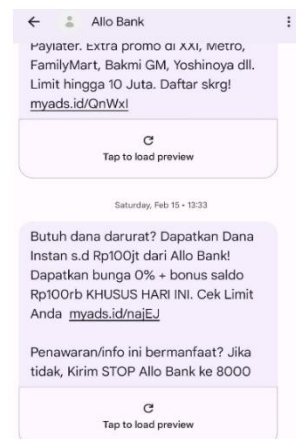 Allo Bank
Paylater. Extra promo di XXI, Metro,
FamilyMart, Bakmi GM, Yoshinoya dll.
Limit hingga 10 Juta. Daftar skrg!
myads.id/QnWxI
Tap to load preview
Saturday, Feb 15 • 13:33
Butuh dana darurat? Dapatkan Dana
Instan s.d Rp100jt dari Allo Bank!
Dapatkan bunga 0% + bonus saldo
Rp100rb KHUSUS HARI INI. Cek Limit
Anda myads.id/najEJ
Penawaran/info ini bermanfaat? Jika
tidak, Kirim STOP Allo Bank ke 8000
Tap to load preview